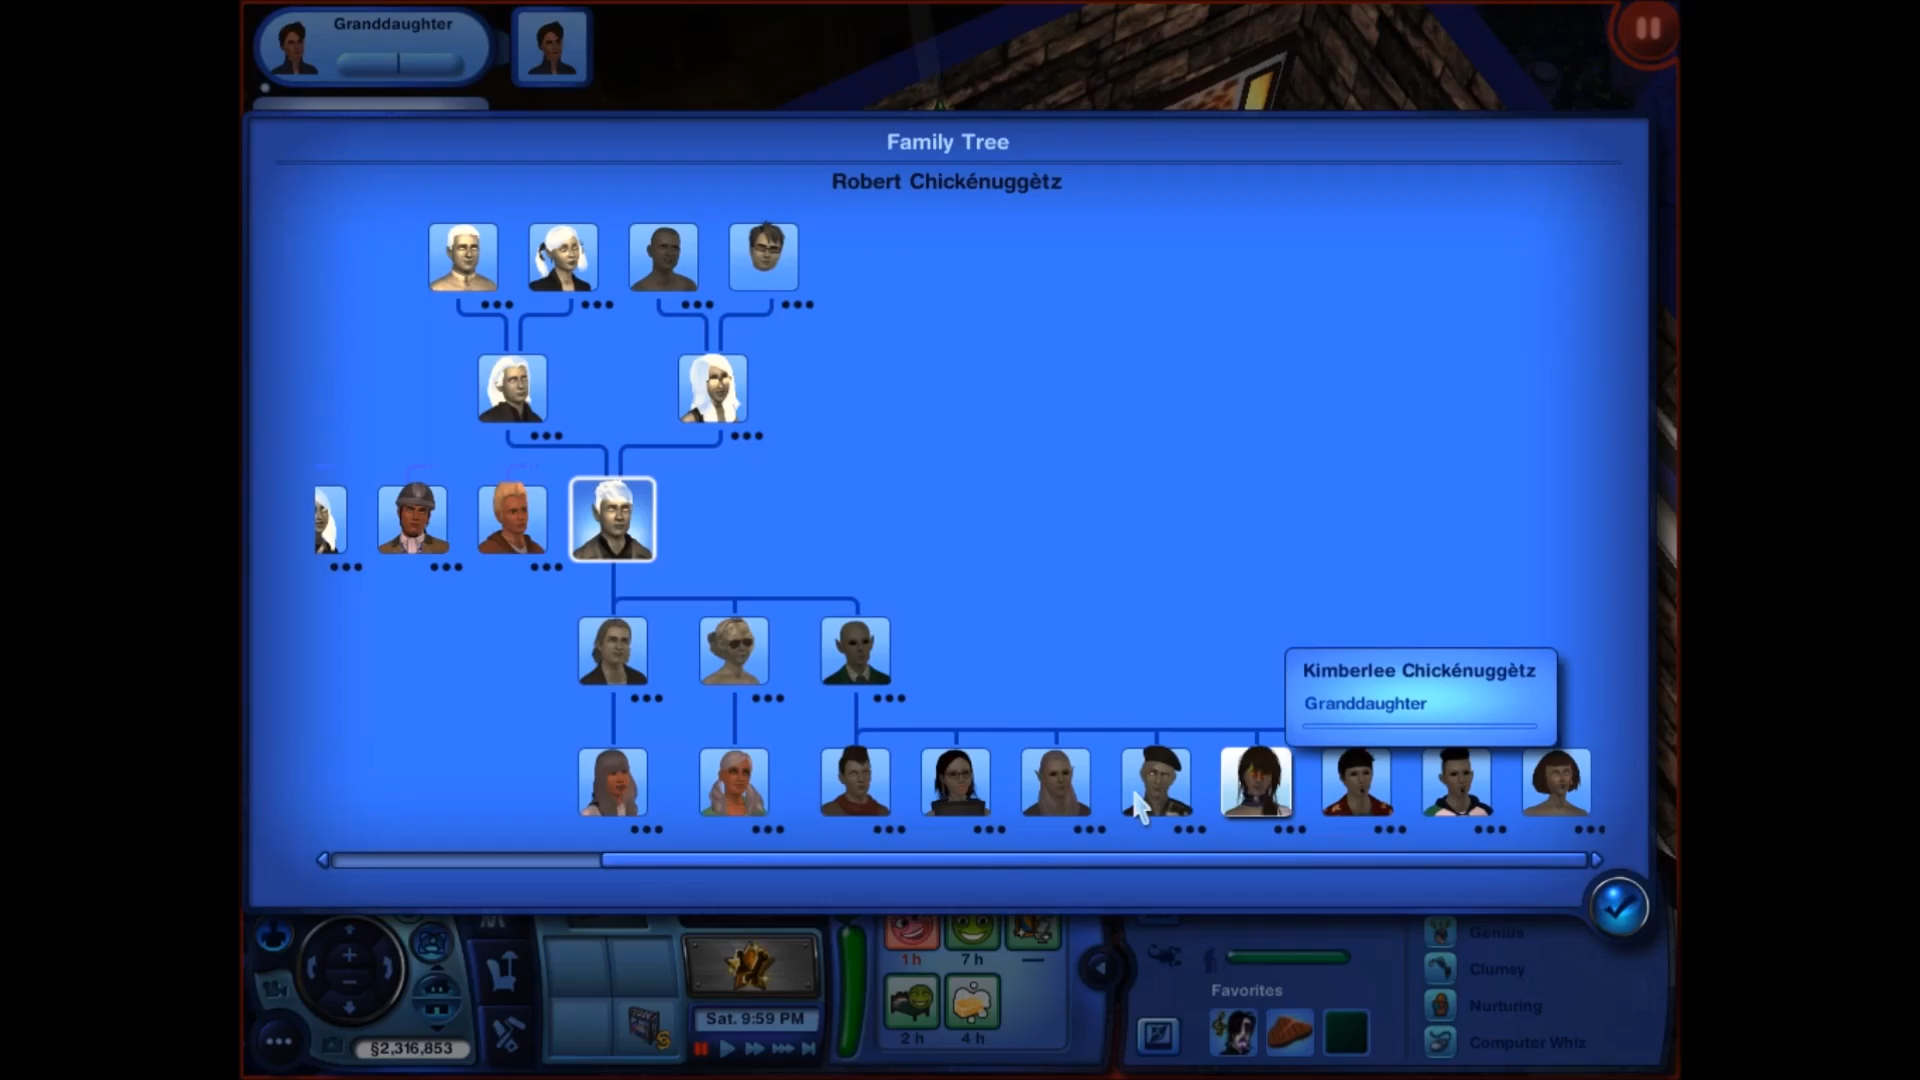 Granddaughter
Family Tree
Robert Chickénuggètz
Kimberlee Chickénuggètz
Granddaughter
1 h
7 h
Genius
Clumsy
Favorites
Nurturing
Sat. 9:59 PM
2 h
4 h
Computer Whiz
§2,316,853